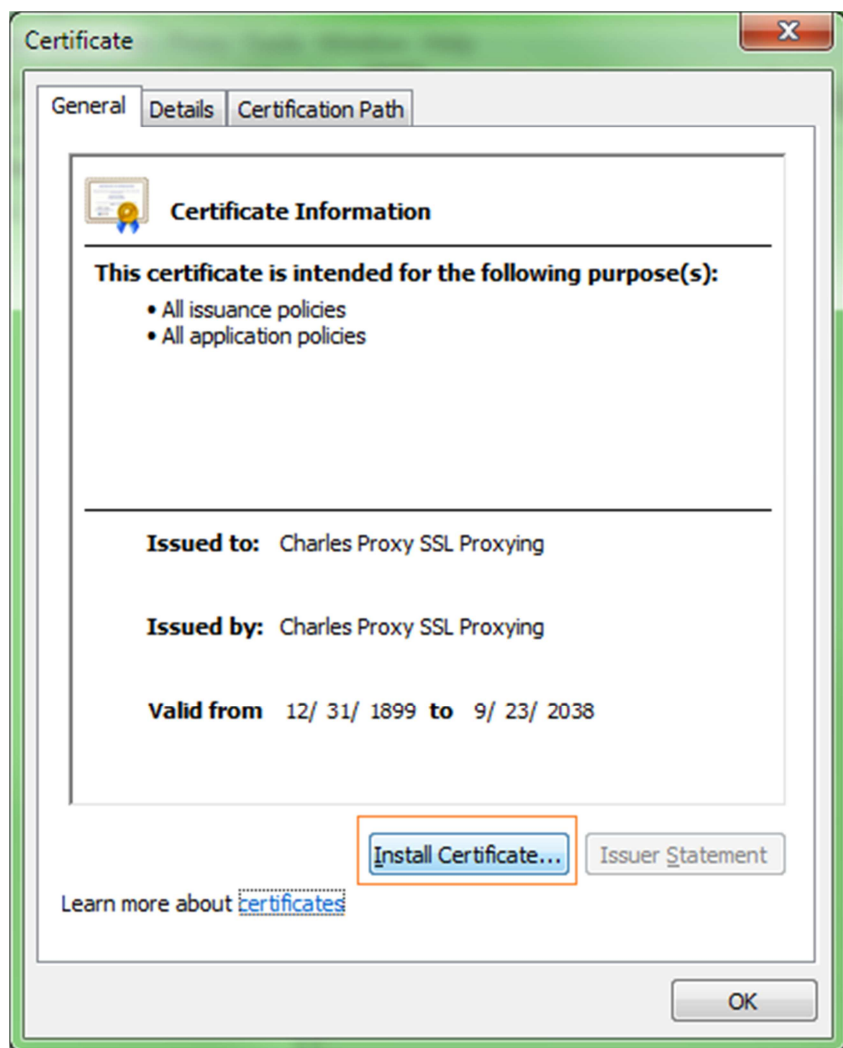 Certificate
General Details Certification Path
Certificate Information
This certificate is intended for the following purpose(s):
• All issuance policies
• All application policies
Issued to: Charles Proxy SSL Proxying
Issued by: Charles Proxy SSL Proxying
Valid from 12/ 31/ 1899 to 9/ 23/ 2038
Install Certificate... Issuer Statement
Learn more about certificates
OK